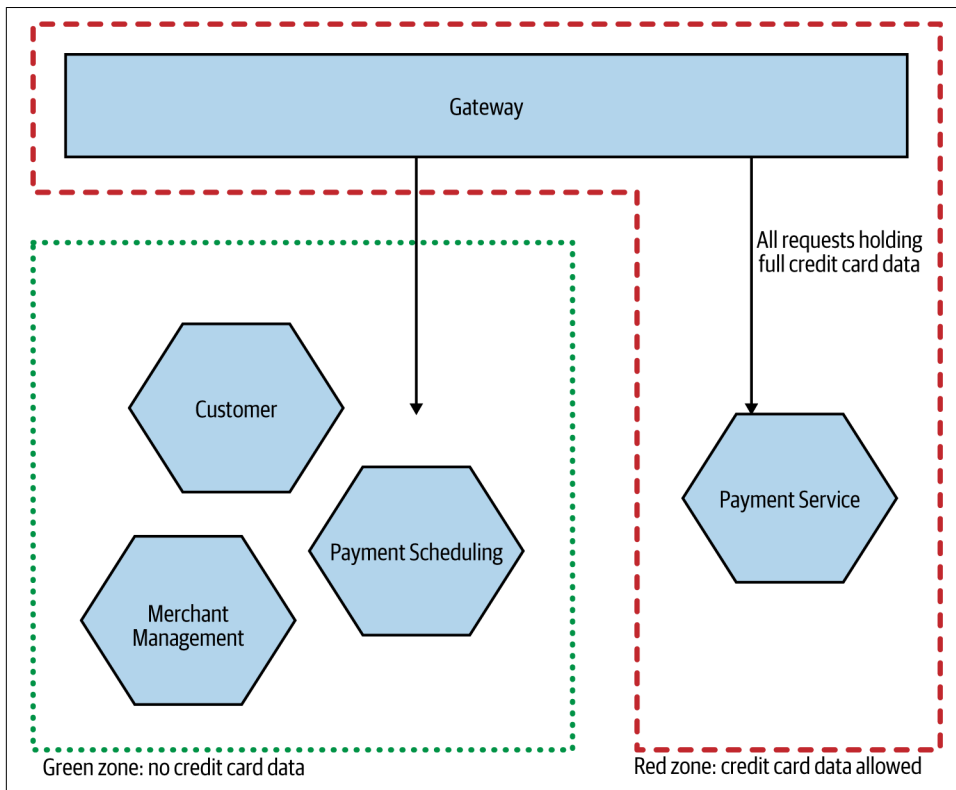 Gateway
All requests holding
full credit card data
Customer
Payment Scheduling
Payment Service
Merchant
Management
Green zone: no credit card data
Red zone: credit card data allowed